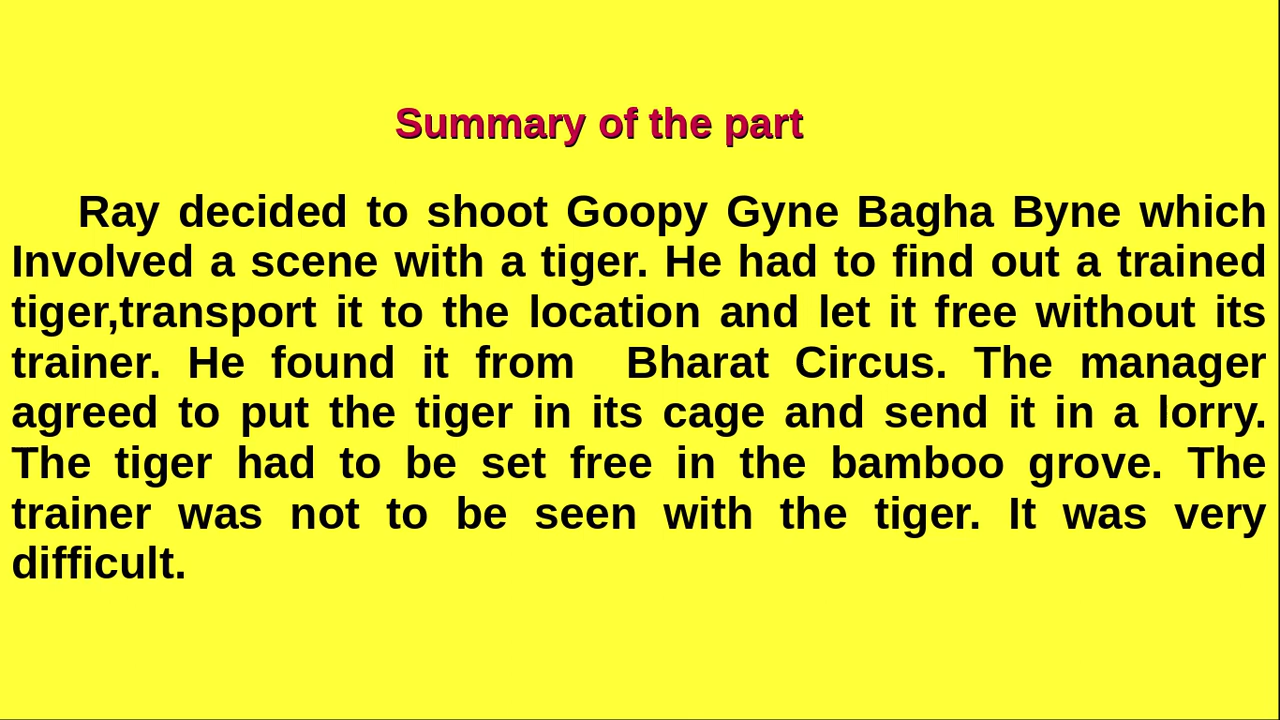 Summary of the part
Ray decided to shoot Goopy Gyne Bagha Byne which
Involved a scene with a tiger. He had to find out a trained
tiger,transport it to the location and let it free without its
trainer. He found it from Bharat Circus. The manager
agreed to put the tiger in its cage and send it in a lorry.
The tiger had to be set free in the bamboo grove. The
trainer was not to be seen with the tiger. It was very
difficult.